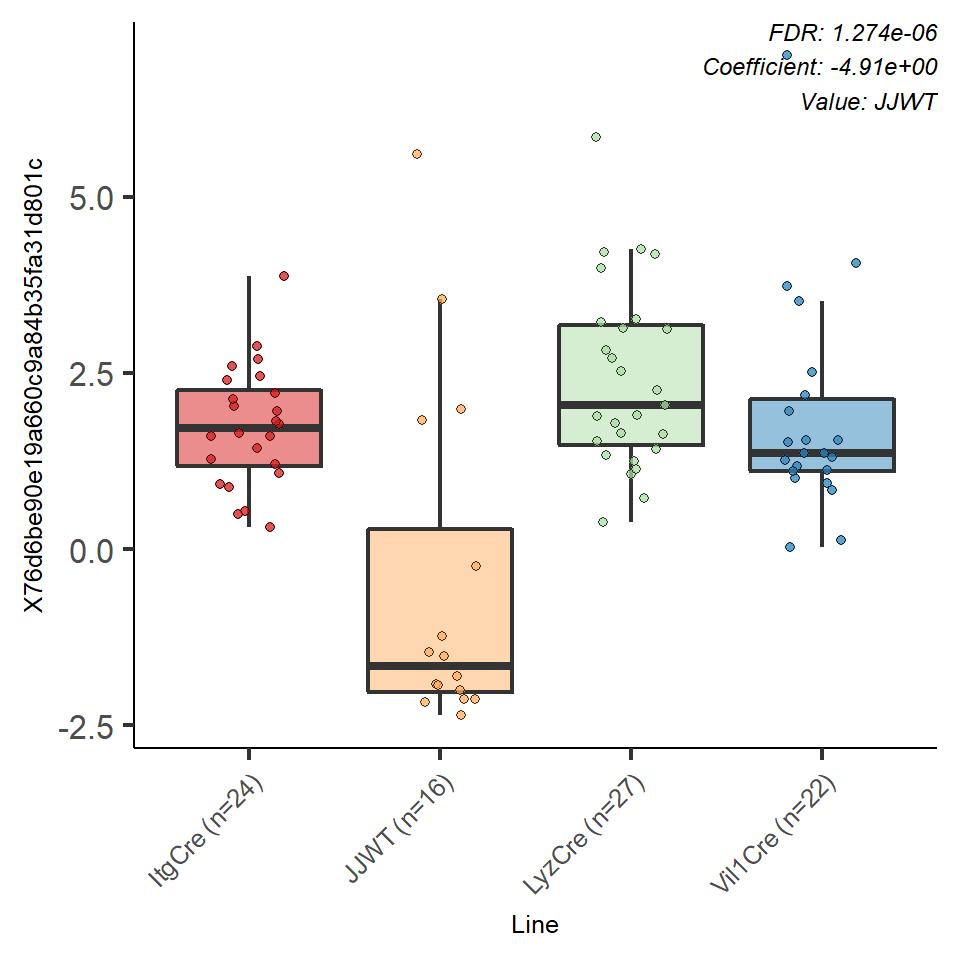 FDR: 1.274e-06
Coefficient: -4.91e+00
Value: JJWT
X76d6be90e19a660c9a84b35fa31d801c
5.0
2.5
0.0
-2.5
ItgCre (n=24)
JJWT (n=16)
LyzCre (n=27)
Vil1Cre (n=22)
Line